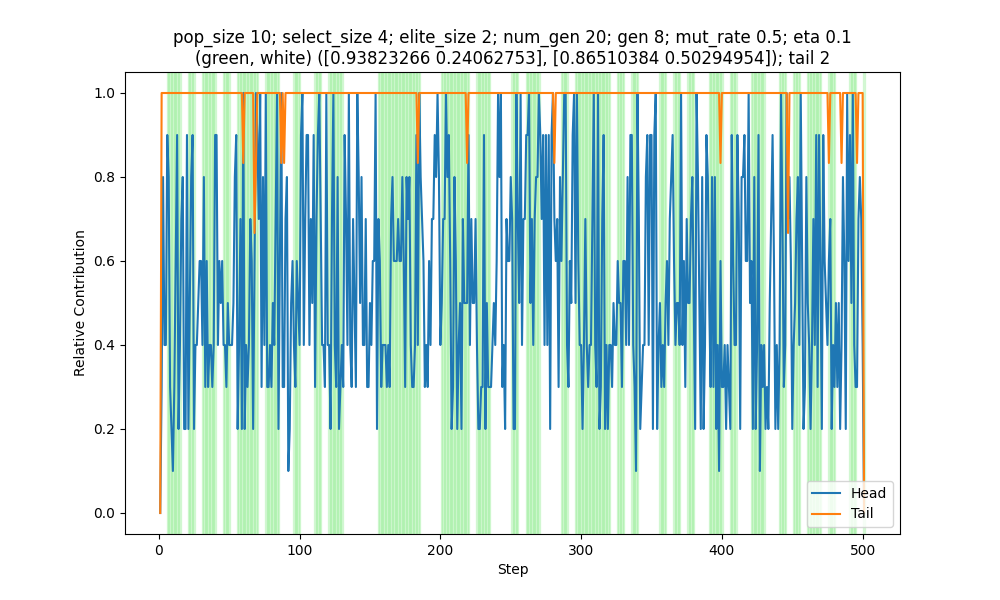 pop_size 10; select_size 4; elite_size 2; num_gen 20; gen 8; mut_rate 0.5; eta 0.1
(green, white) ([0.93823266 0.24062753], [0.86510384 0.50294954]); tail 2
1.0
0.8
0.6
0.4
0.2
0.0
Relative Contribution
0
100
200
300
400
500
Step
Head
Tail